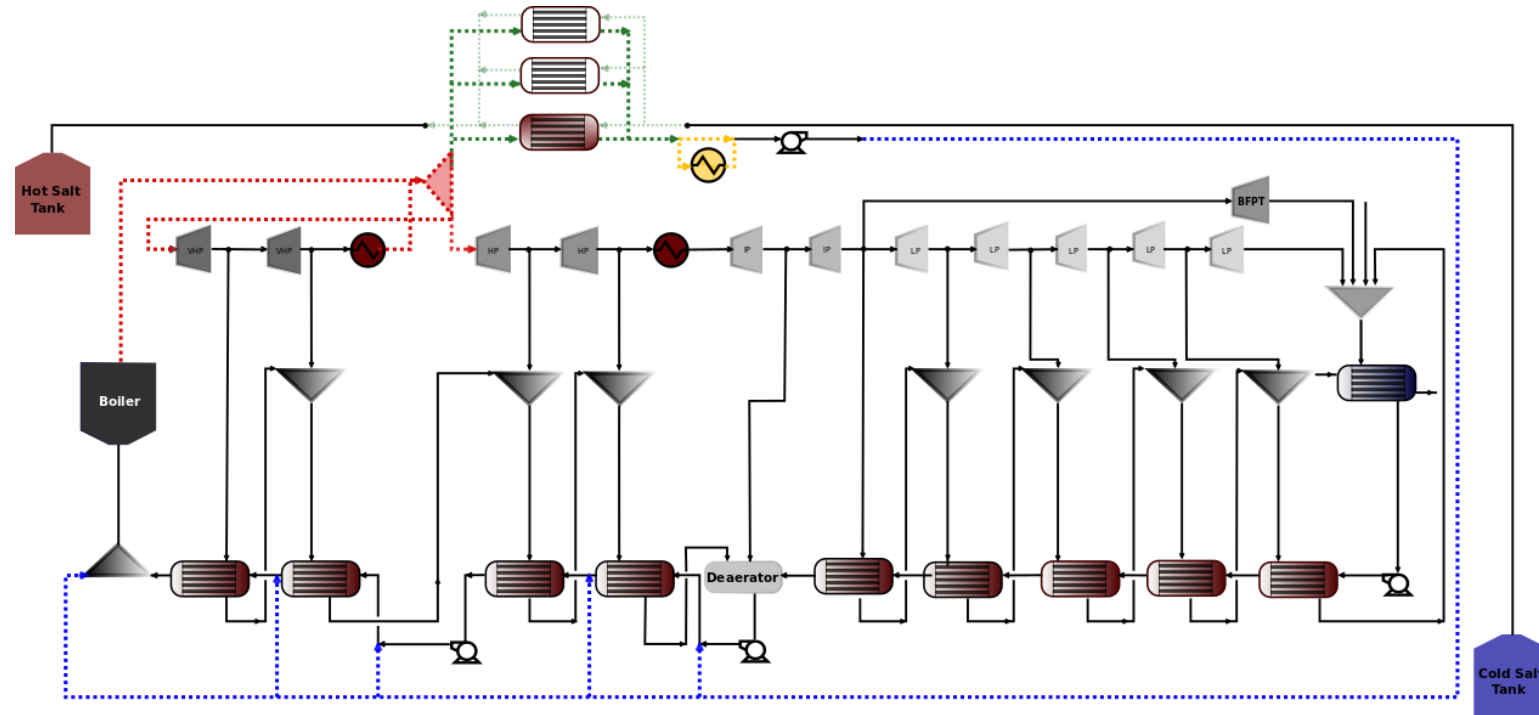 Hot Salt
Tank
BFPT
VHP
VHP
HP
HP
IP
IP
LP
LP
LP
LP
LP
Boiler
Deaerator
Cold Salt
Tank